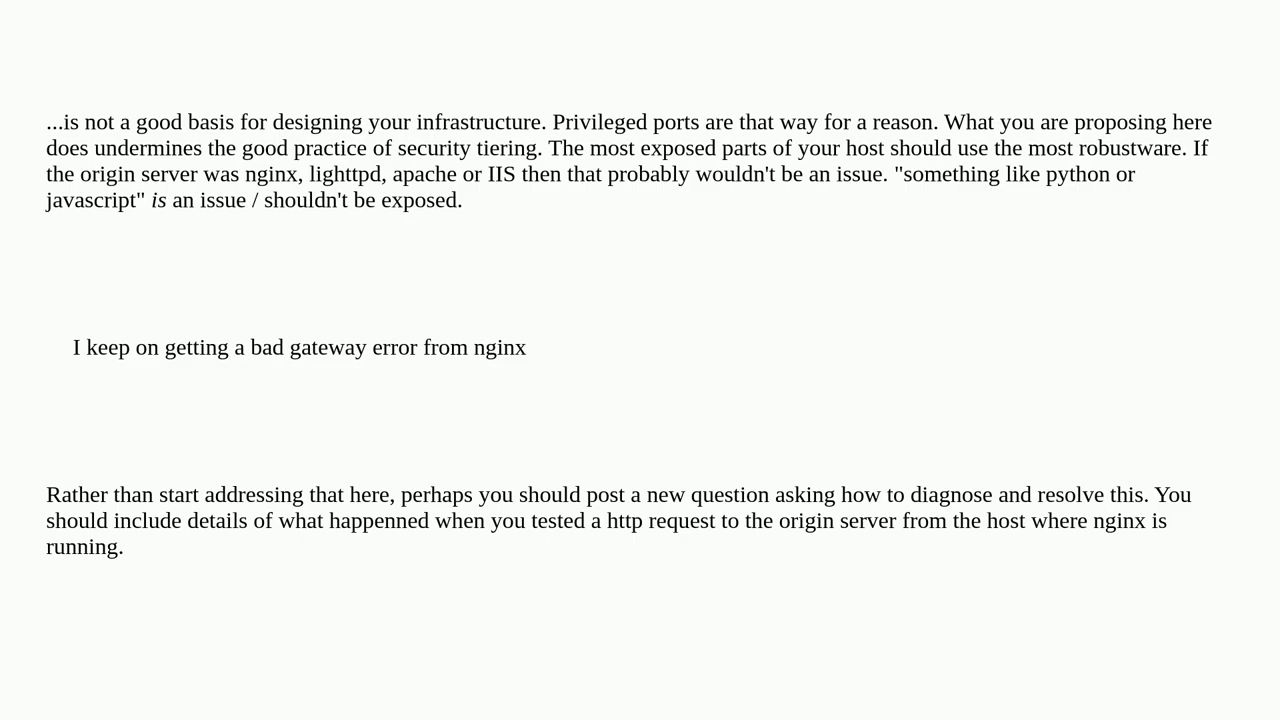 ...is not a good basis for designing your infrastructure. Privileged ports are that way for a reason. What you are proposing here
does undermines the good practice of security tiering. The most exposed parts of your host should use the most robustware. If
the origin server was nginx, lighttpd, apache or IIS then that probably wouldn't be an issue. "something like python or
javascript" is an issue / shouldn't be exposed.
I keep on getting a bad gateway error from nginx
Rather than start addressing that here, perhaps you should post a new question asking how to diagnose and resolve this. You
should include details of what happenned when you tested a http request to the origin server from the host where nginx is
running.